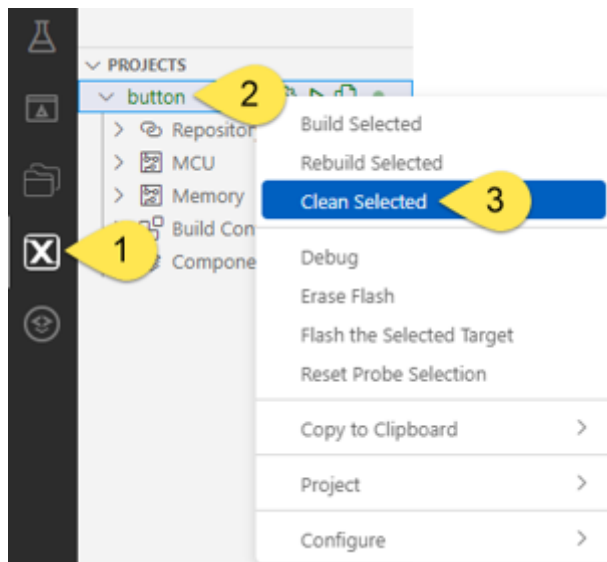 PROJECTS
button
2
Repositor
MCU
Memory
Build Con
Compone
1
X
Build Selected
Rebuild Selected
Clean Selected
3
Debug
Erase Flash
Flash the Selected Target
Reset Probe Selection
Copy to Clipboard
Project
Configure